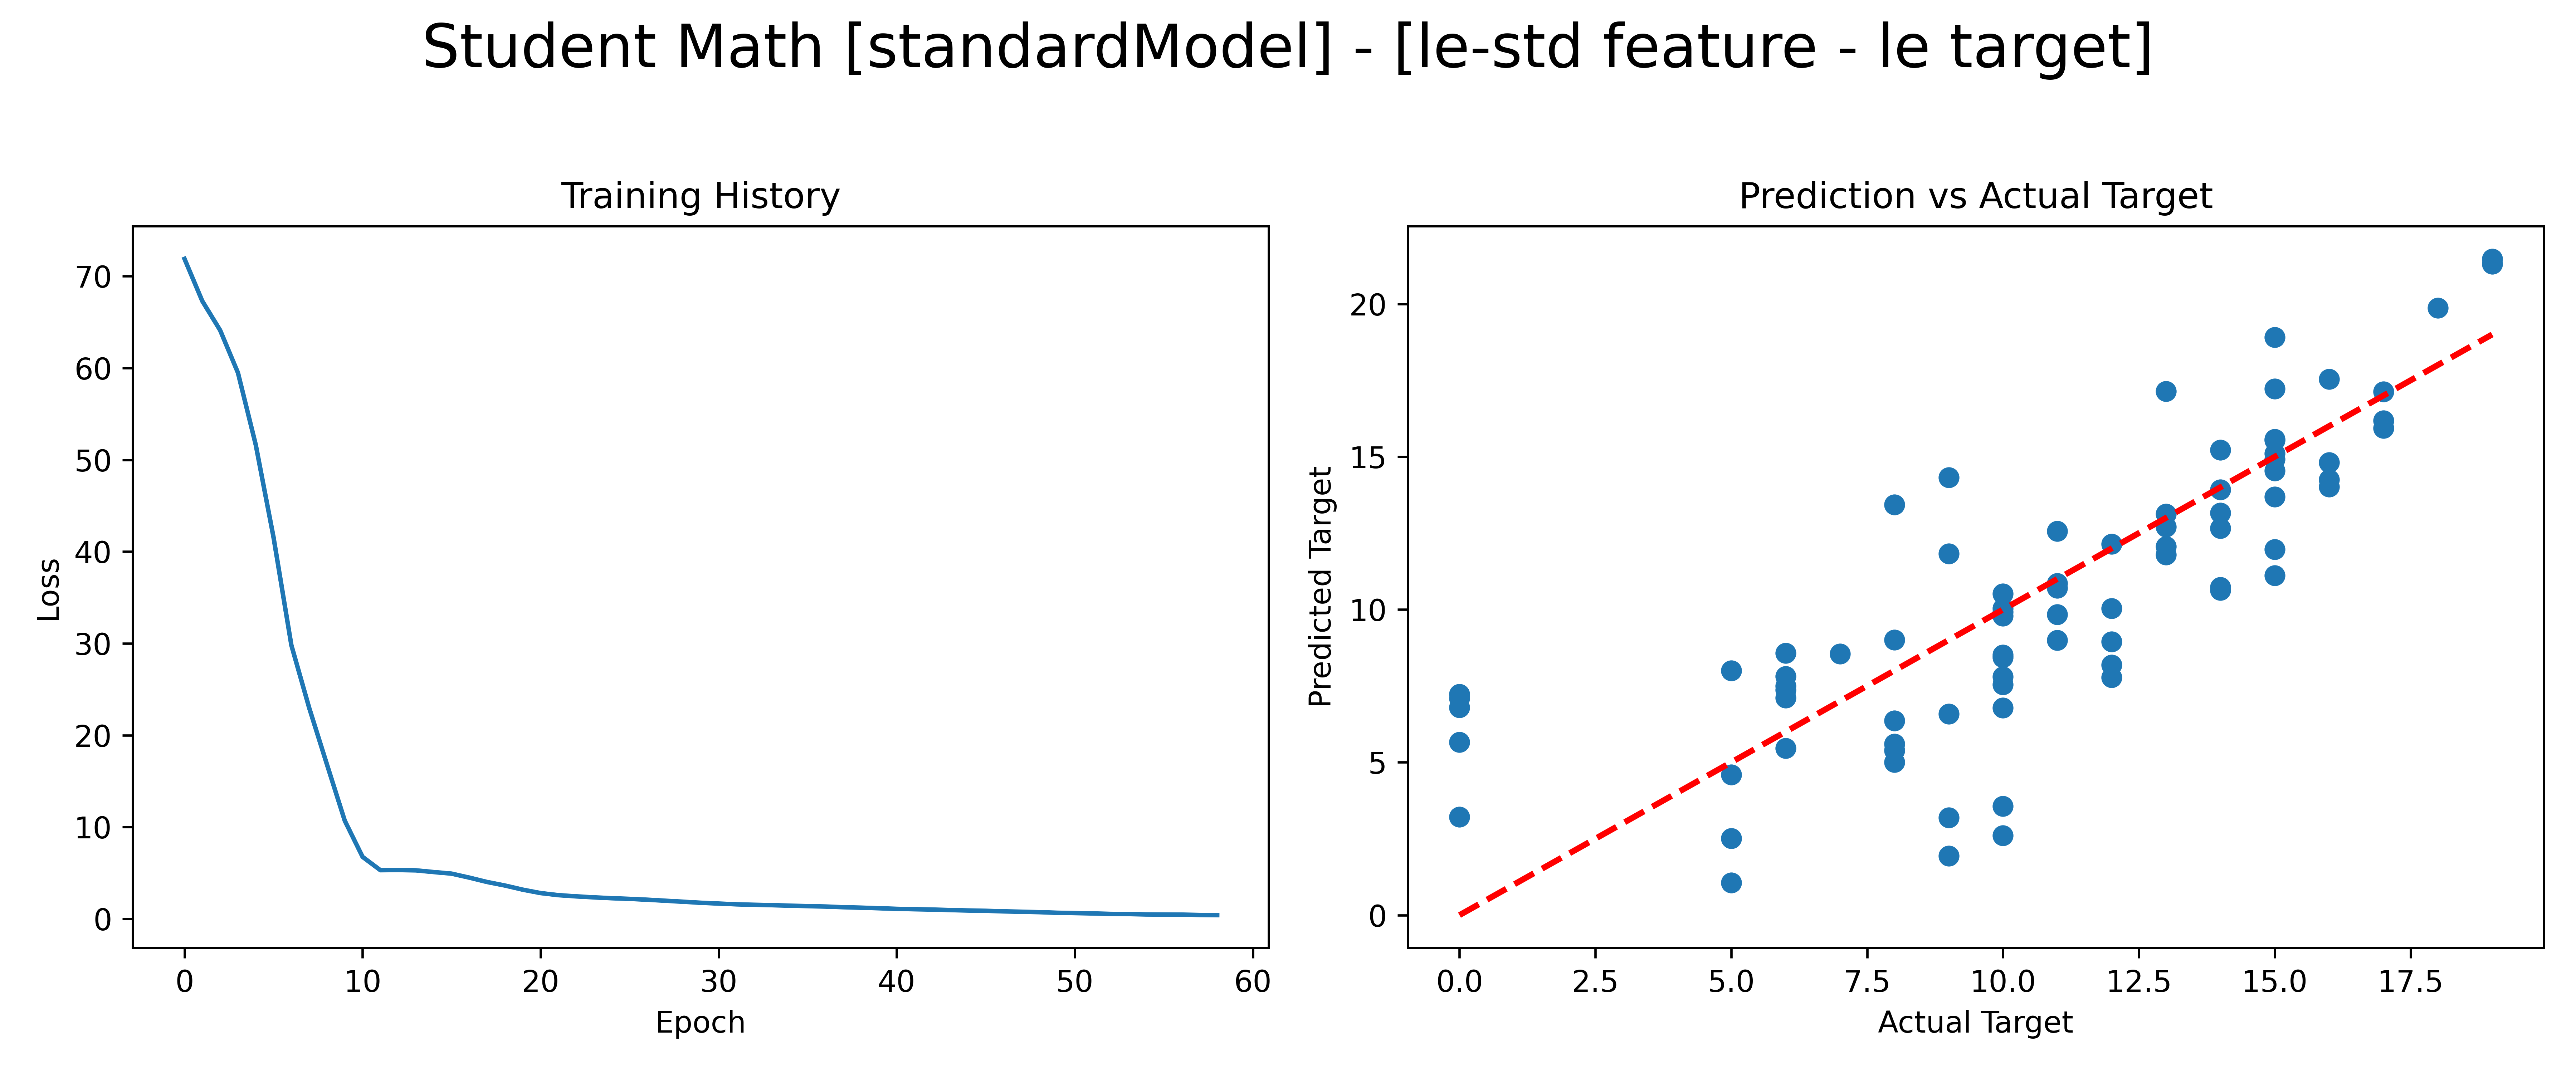 Student Math [standardModel] - [le-std feature - le target]
Training History
Loss
70
60
50
40
30
20
10
0
0 10 20 30 40 50 60
Epoch
Prediction vs Actual Target
Predicted Target
20
15
10
5
0
0.0 2.5 5.0 7.5 10.0 12.5 15.0 17.5
Actual Target